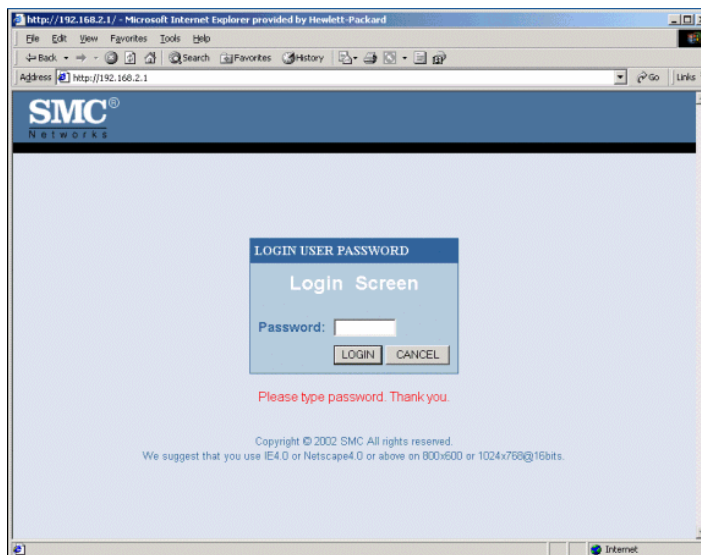 http://192.168.2.1/ - Microsoft Internet Explorer provided by Hewlett-Packard
File Edit View Favorites Tools Help
Back Search Favorites History
Address http://192.168.2.1 Go Links
SMC®
Networks
LOGIN USER PASSWORD
Login Screen
Password:
LOGIN CANCEL
Please type password. Thank you.
Copyright © 2002 SMC All rights reserved.
We suggest that you use IE4.0 or Netscape4.0 or above on 800x600 or 1024x768@16bits.
Internet